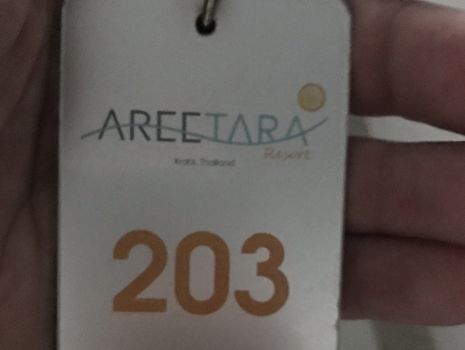 AREETARA
Resort
Krabi, Thailand
203